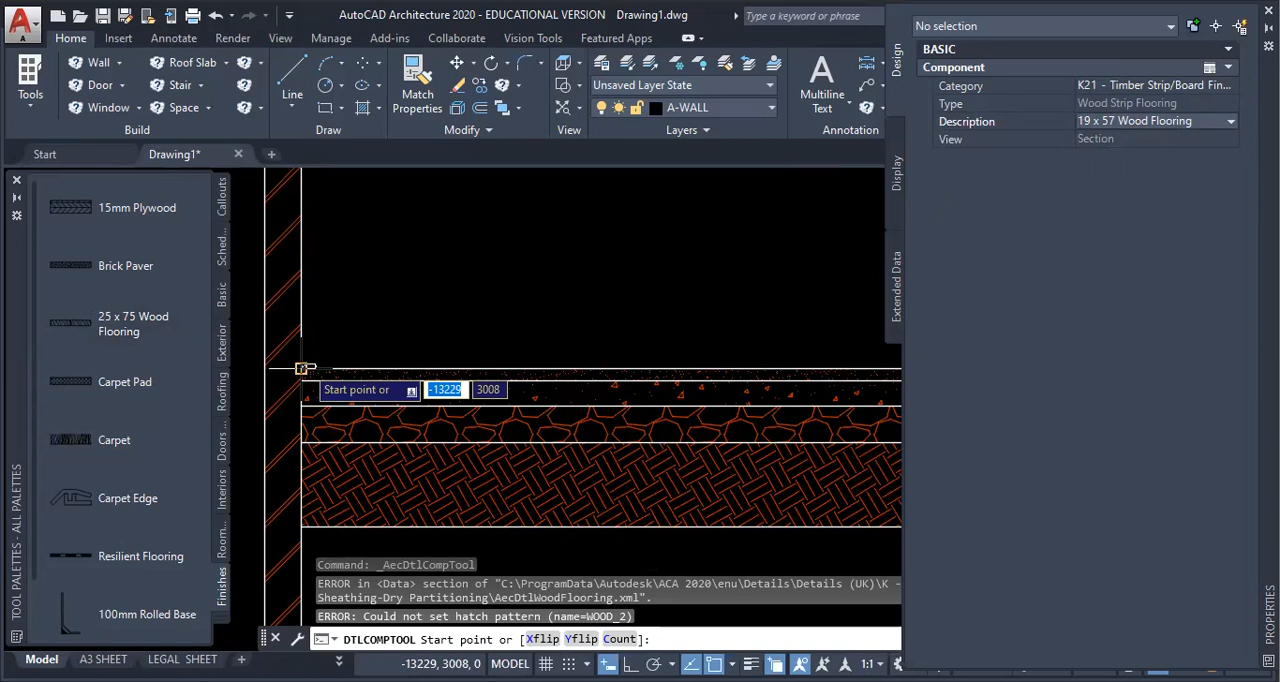 AutoCAD Architecture 2020 - EDUCATIONAL VERSION Drawing1.dwg
Type a keyword or phrase
Home Insert Annotate Render View Manage Add-ins Collaborate Vision Tools Featured Apps
Tools
Wall
Door
Window
Roof Slab
Stair
Space
Build
Line
Draw
Match
Properties
Modify
View
Unsaved Layer State
A-WALL
Layers
Multiline
Text
Annotation
Start
Drawing1*
TOOL PALETTES - ALL PALETTES
15mm Plywood
Brick Paver
25 x 75 Wood
Flooring
Carpet Pad
Carpet
Carpet Edge
Resilient Flooring
100mm Rolled Base
Callouts
Sched...
Basic
Exterior
Roofing
Doors...
Interiors
Room...
Finishes
Start point or
-13229
3008
Command: _AecDtlCompTool
ERROR in <Data> section of "C:\ProgramData\Autodesk\ACA 2020\enu\Details\Details (UK)\K -
Sheathing-Dry Partitioning\AecDtlWoodFlooring.xml".
ERROR: Could not set hatch pattern (name=WOOD_2)
DTLCOMPTOOL Start point or [Xflip Yflip Count]:
Model A3 SHEET LEGAL SHEET
-13229, 3008, 0 MODEL
1:1
No selection
BASIC
Component
Category K21 - Timber Strip/Board Fin...
Type Wood Strip Flooring
Description 19 x 57 Wood Flooring
View Section
Design
Display
Extended Data
PROPERTIES